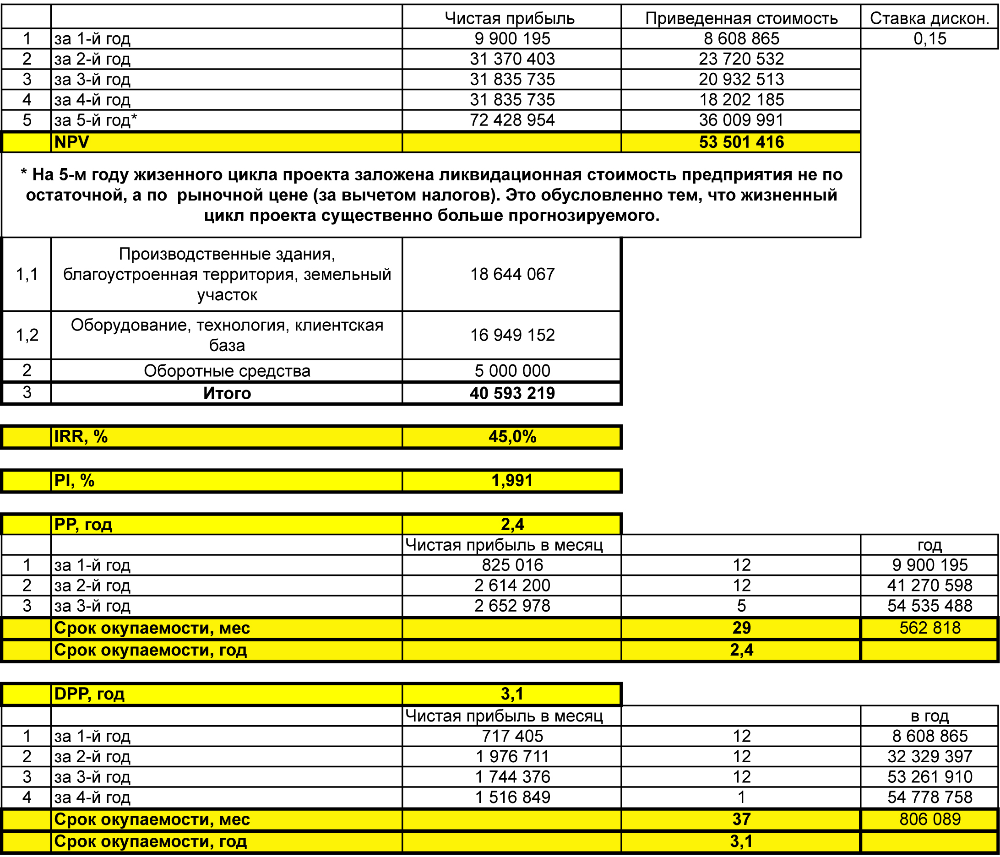 Чистая прибыль Приведенная стоимость Ставка дискон.
1 за 1-й год 9 900 195 8 608 865 0,15
2 за 2-й год 31 370 403 23 720 532
3 за 3-й год 31 835 735 20 932 513
4 за 4-й год 31 835 735 18 202 185
5 за 5-й год* 72 428 954 36 009 991
NPV 53 501 416
* На 5-м году жизенного цикла проекта заложена ликвидационная стоимость предприятия не по
остаточной, а по рыночной цене (за вычетом налогов). Это обусловленно тем, что жизненный
цикл проекта существенно больше прогнозируемого.
1,1 Производственные здания,
благоустроенная территория, земельный
участок 18 644 067
1,2 Оборудование, технология, клиентская
база 16 949 152
2 Оборотные средства 5 000 000
3 Итого 40 593 219
IRR, % 45,0%
PI, % 1,991
PP, год 2,4
Чистая прибыль в месяц год
1 за 1-й год 825 016 12 9 900 195
2 за 2-й год 2 614 200 12 41 270 598
3 за 3-й год 2 652 978 5 54 535 488
Срок окупаемости, мес 29 562 818
Срок окупаемости, год 2,4
DPP, год 3,1
Чистая прибыль в месяц в год
1 за 1-й год 717 405 12 8 608 865
2 за 2-й год 1 976 711 12 32 329 397
3 за 3-й год 1 744 376 12 53 261 910
4 за 4-й год 1 516 849 1 54 778 758
Срок окупаемости, мес 37 806 089
Срок окупаемости, год 3,1